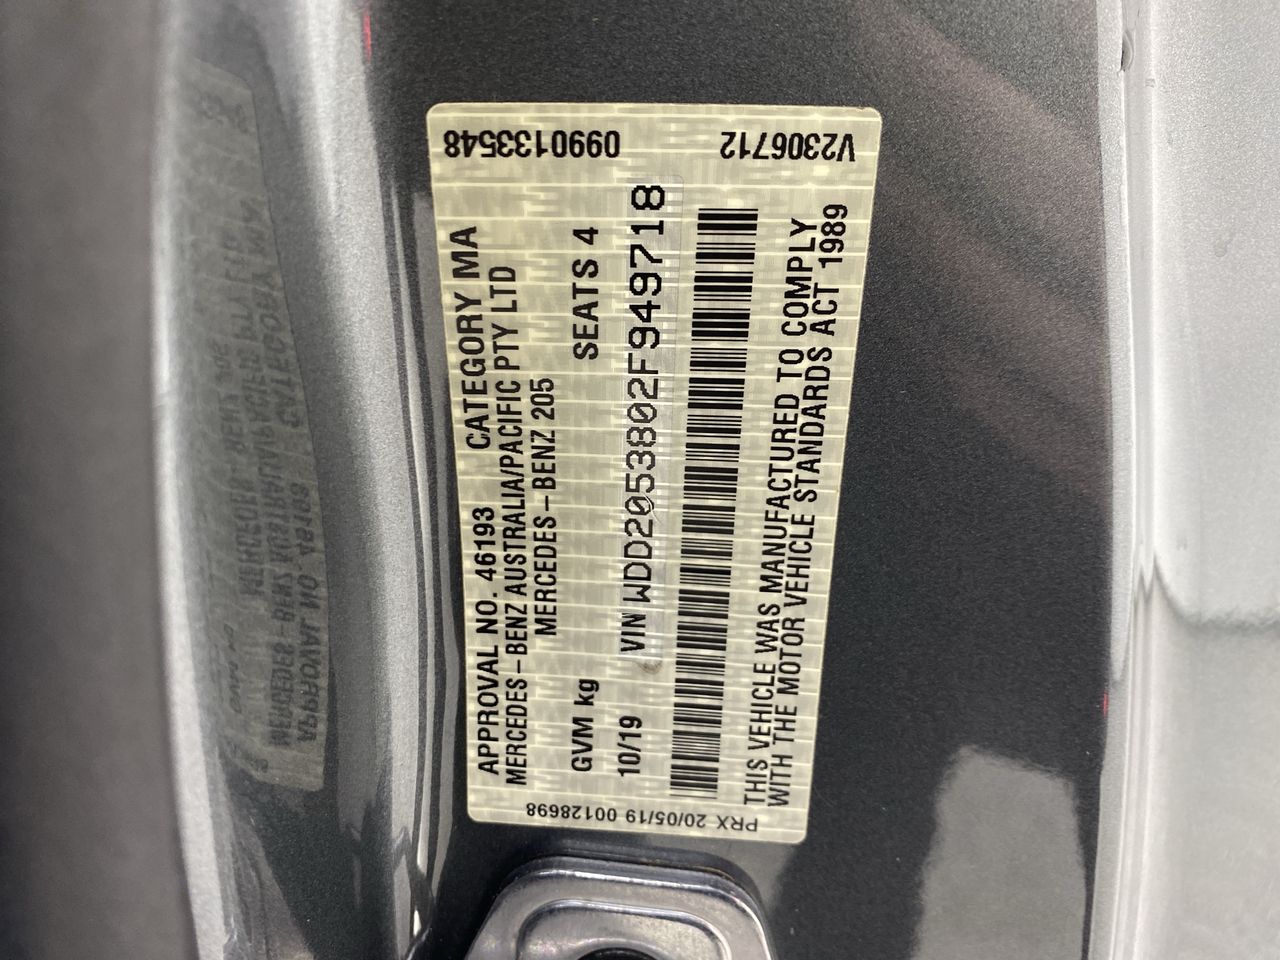 09901333548
V2306712
APPROVAL NO. 46193 CATEGORY MA
MERCEDES-BENZ AUSTRALIA/PACIFIC PTY LTD
MERCEDES-BENZ 205
GVM kg SEATS 4
10/19 VIN WDD2053802F949718
THIS VEHICLE WAS MANUFACTURED TO COMPLY
WITH THE MOTOR VEHICLE STANDARDS ACT 1989
PRX 20/05/19 00128698